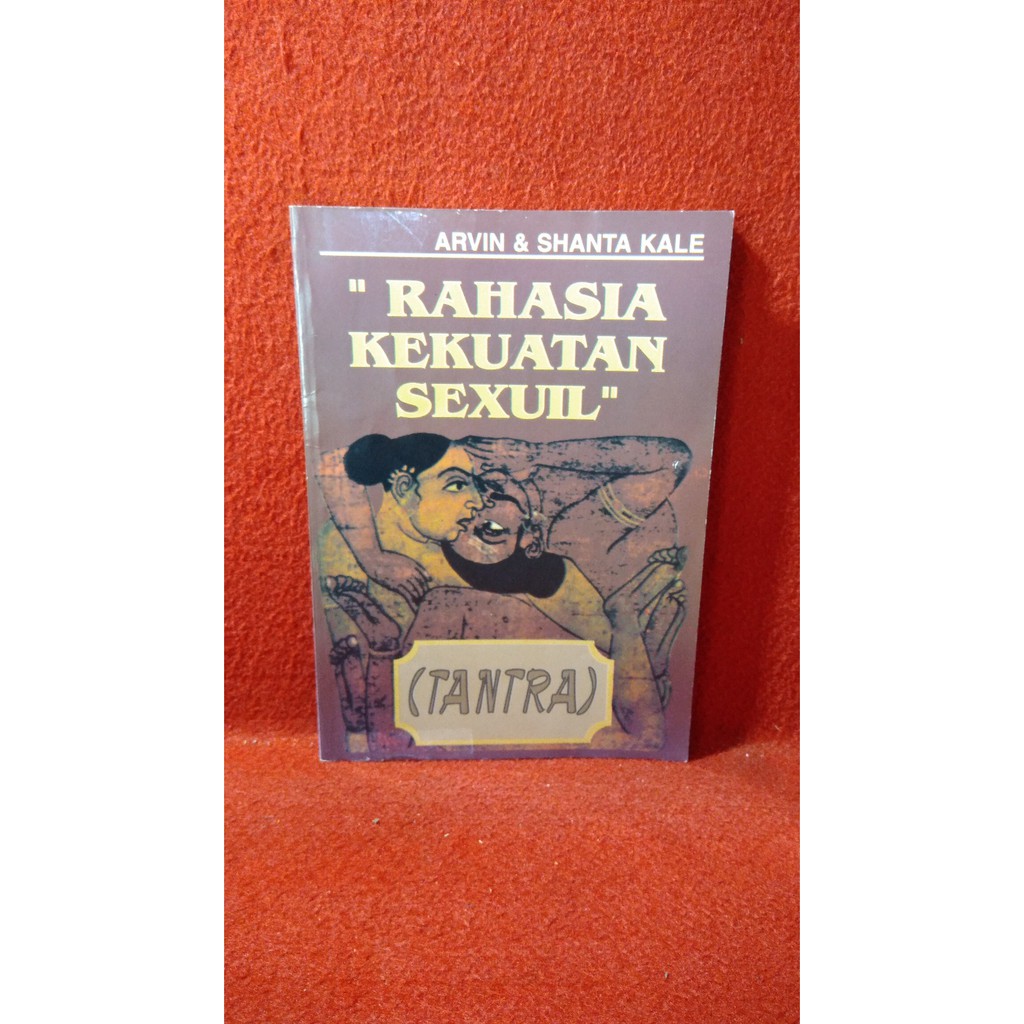 ARVIN & SHANTA KALE
" RAHASIA
KEKUATAN
SEXUIL"
(TANTRA)